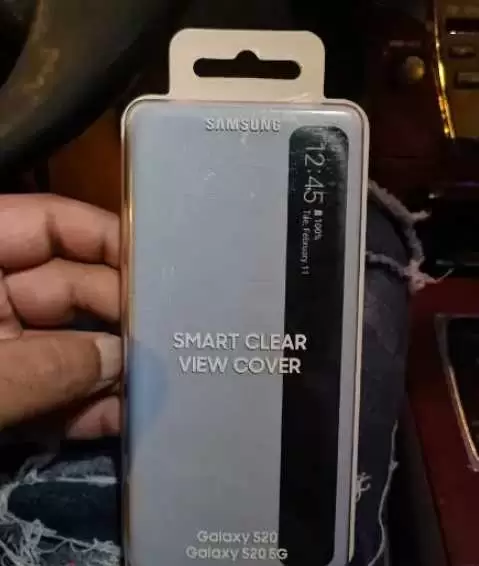 SAMSUNG
12:45 100%
Tue, February 11
SMART CLEAR
VIEW COVER
Galaxy S20
Galaxy S20 5G